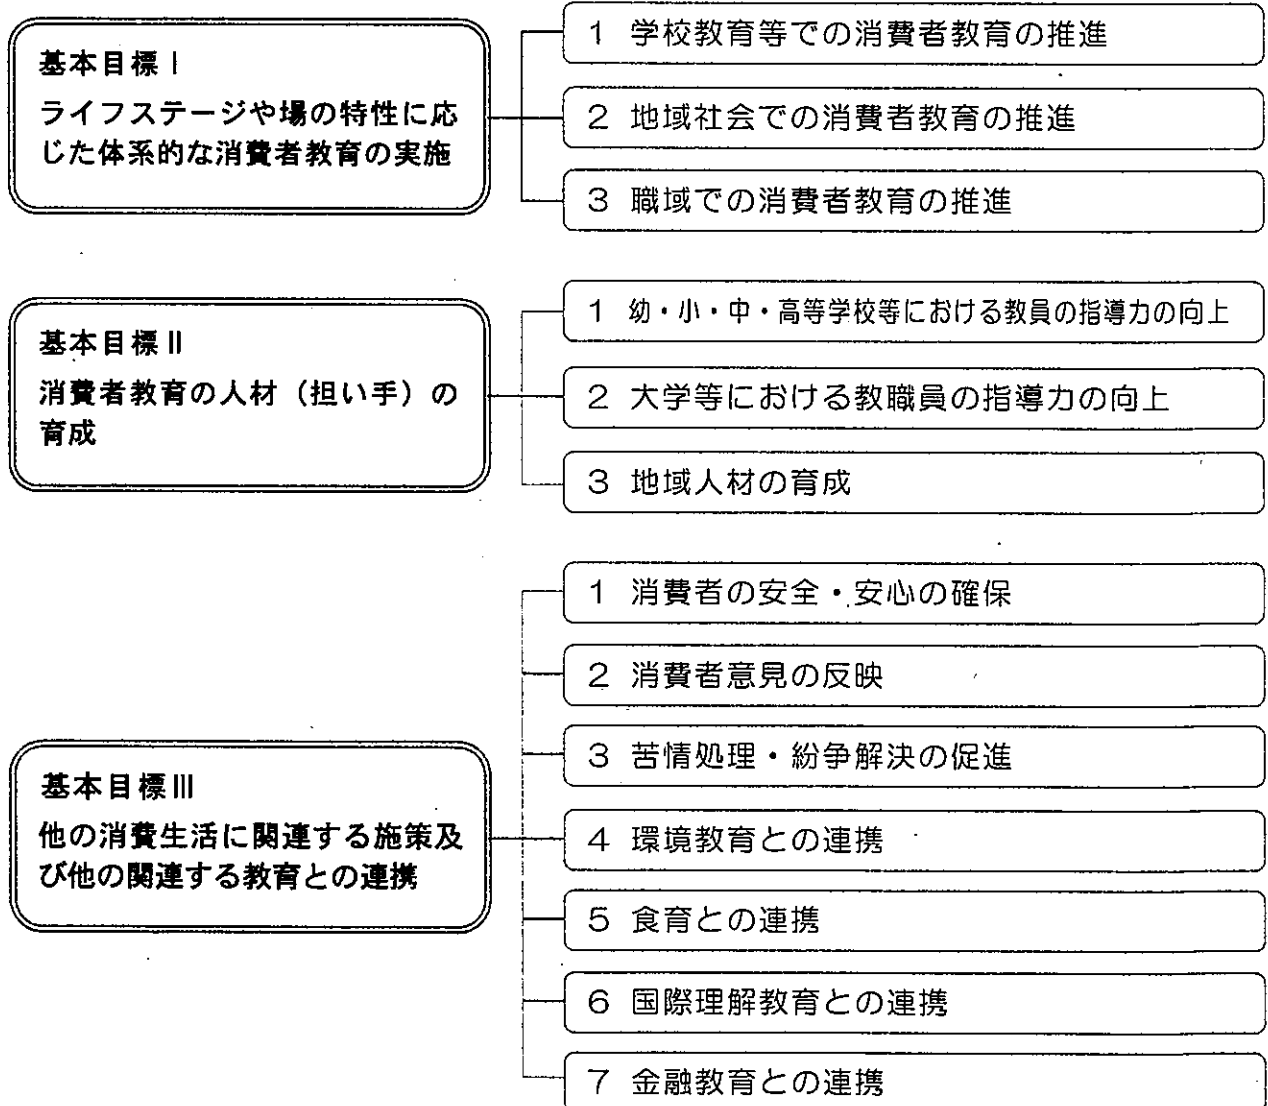 基本目標Ⅰ
ライフステージや場の特性に応
じた体系的な消費者教育の実施
1 学校教育等での消費者教育の推進
2 地域社会での消費者教育の推進
3 職域での消費者教育の推進
基本目標Ⅱ
消費者教育の人材（担い手）の
育成
1 幼・小・中・高等学校等における教員の指導力の向上
2 大学等における教職員の指導力の向上
3 地域人材の育成
基本目標Ⅲ
他の消費生活に関連する施策及
び他の関連する教育との連携
1 消費者の安全・安心の確保
2 消費者意見の反映
3 苦情処理・紛争解決の促進
4 環境教育との連携
5 食育との連携
6 国際理解教育との連携
7 金融教育との連携